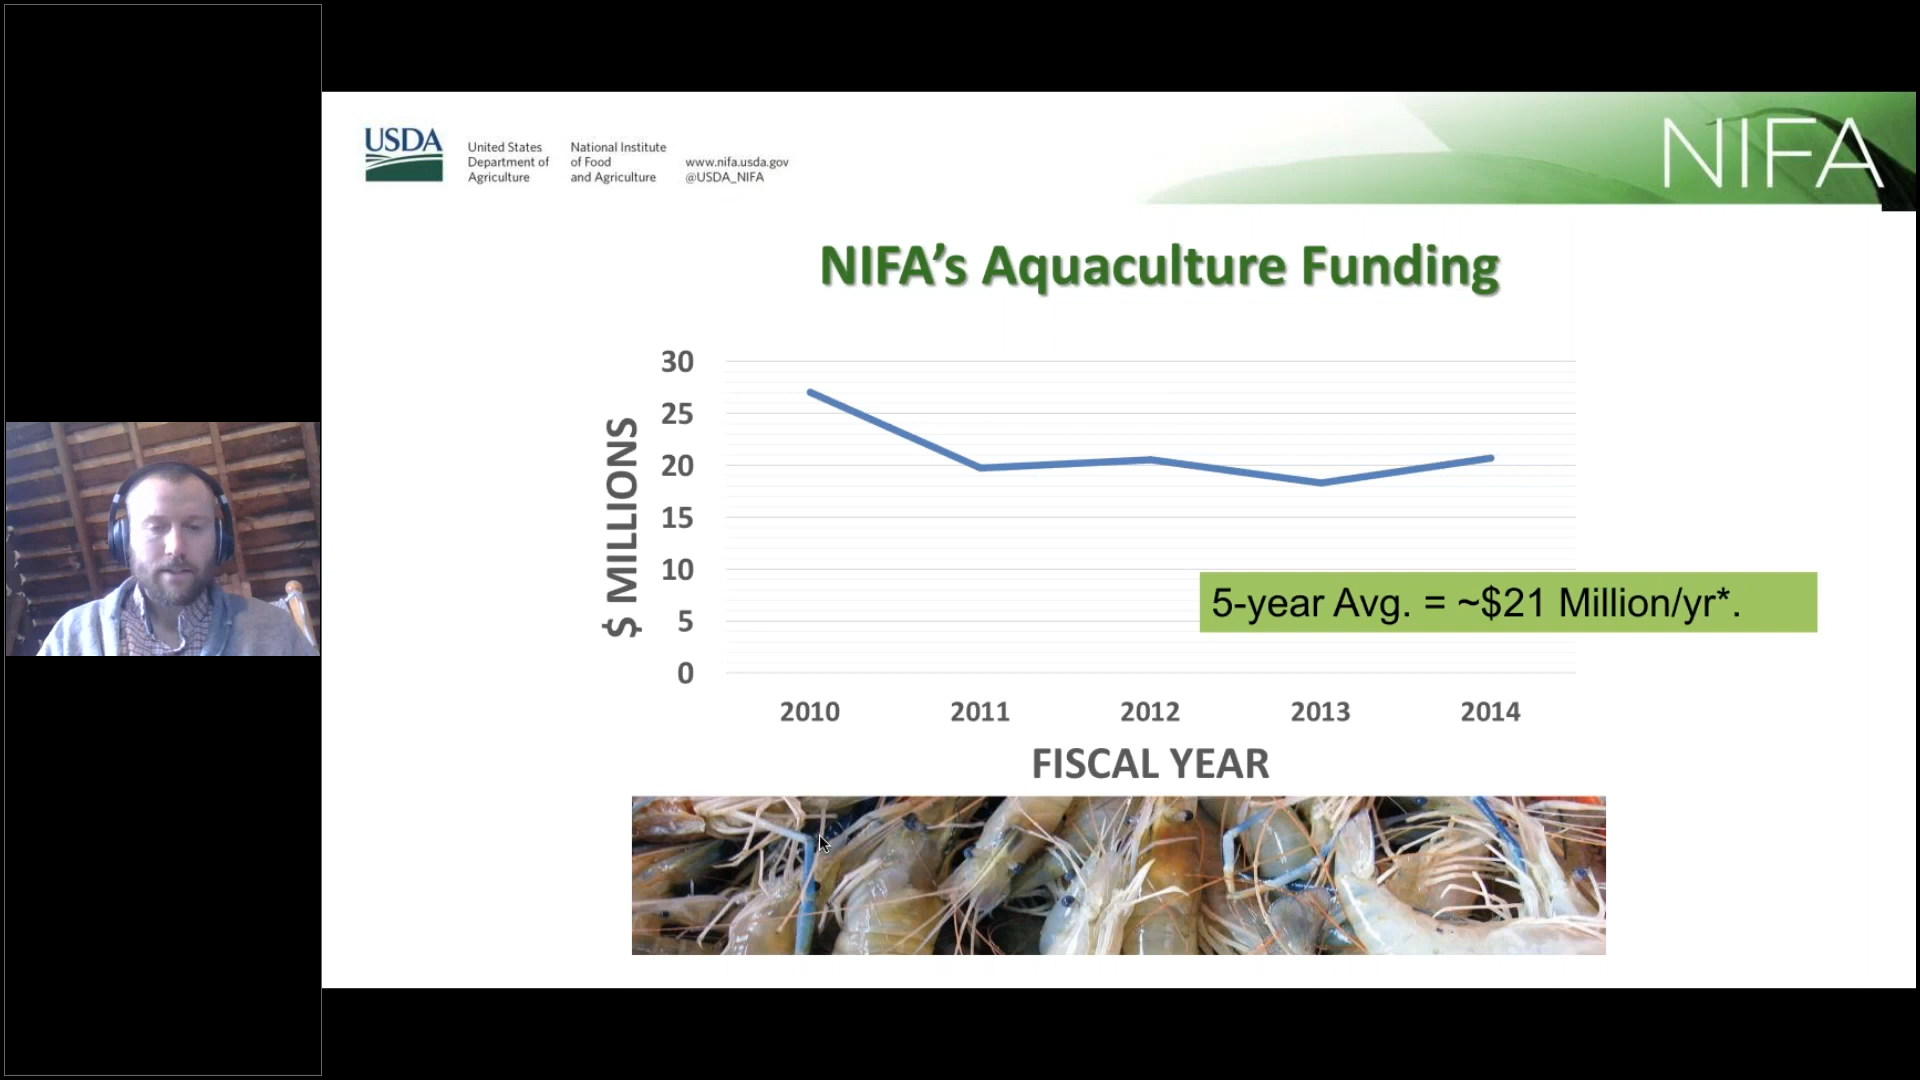 USDA
United States
Department of
Agriculture
National Institute
of Food
and Agriculture
www.nifa.usda.gov
@USDA_NIFA
NIFA
NIFA's Aquaculture Funding
$ MILLIONS
30
25
20
15
10
5
0
5-year Avg. = ~$21 Million/yr*.
2010 2011 2012 2013 2014
FISCAL YEAR